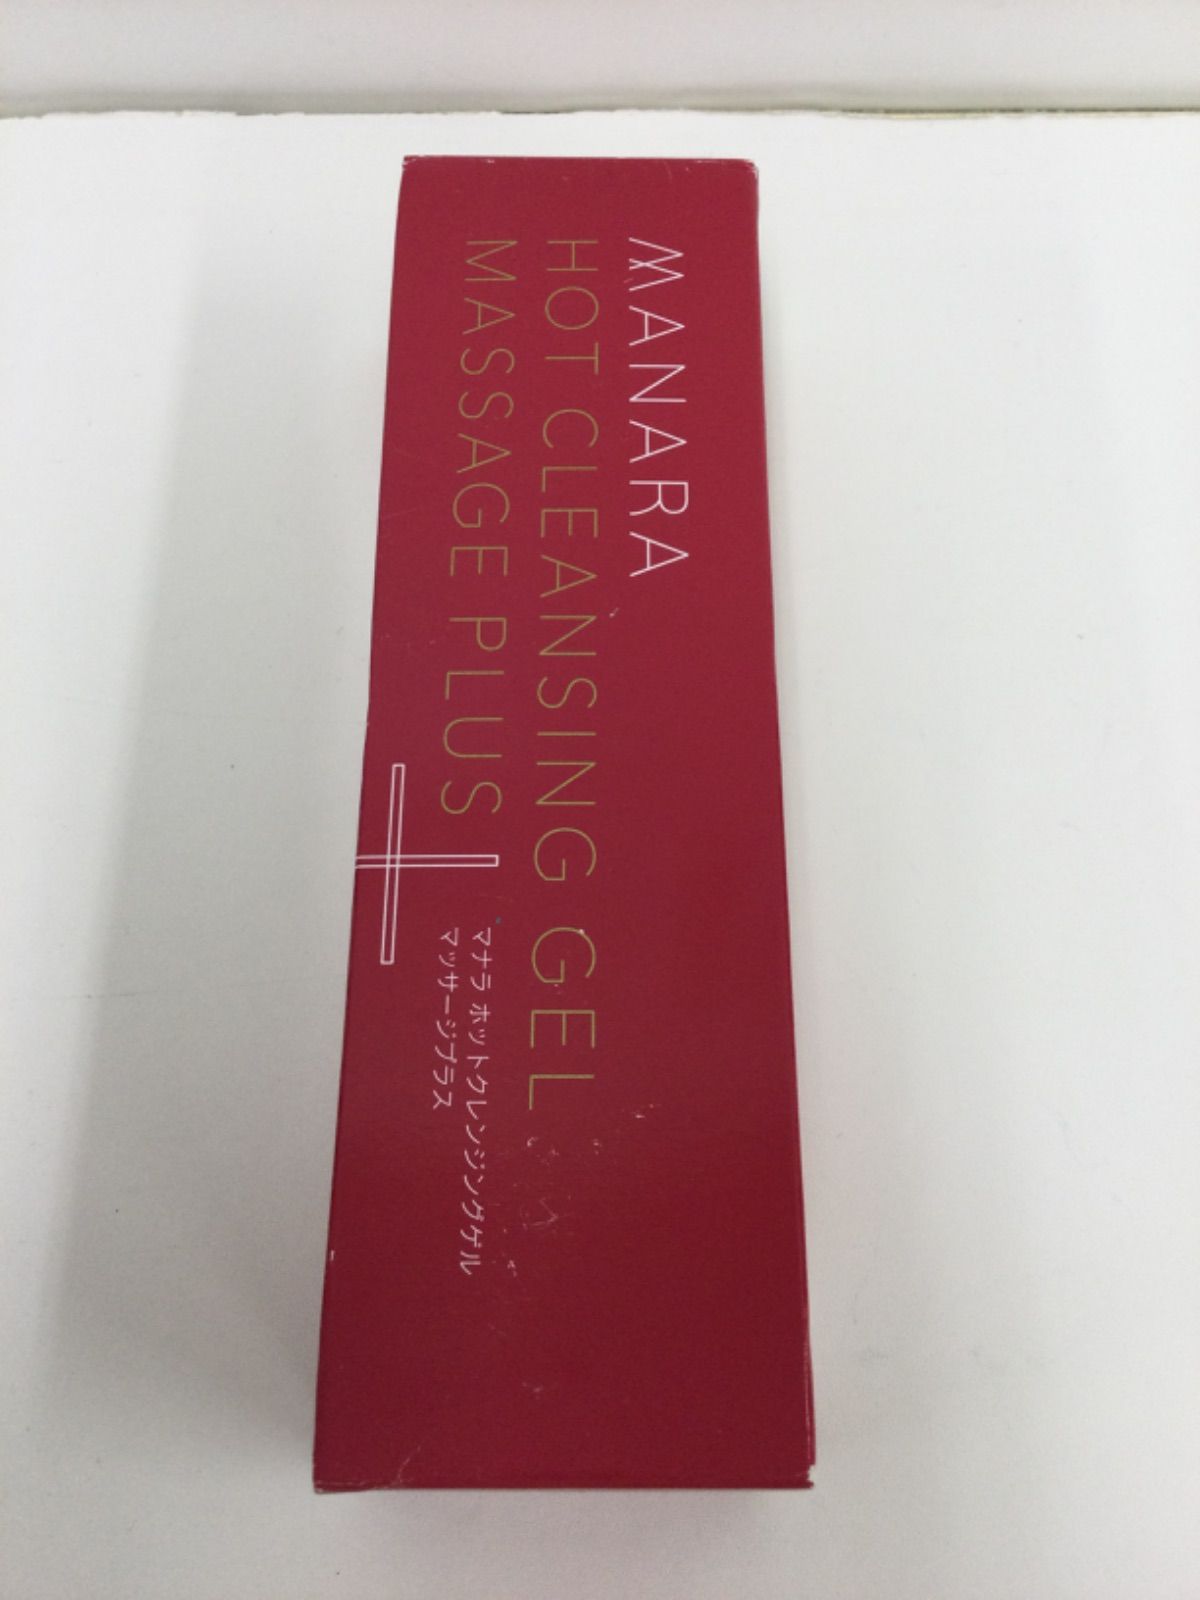 MANARA
HOT CLEANSING GEL
MASSAGE PLUS
マナラ ホットクレンジングゲル
マッサージプラス